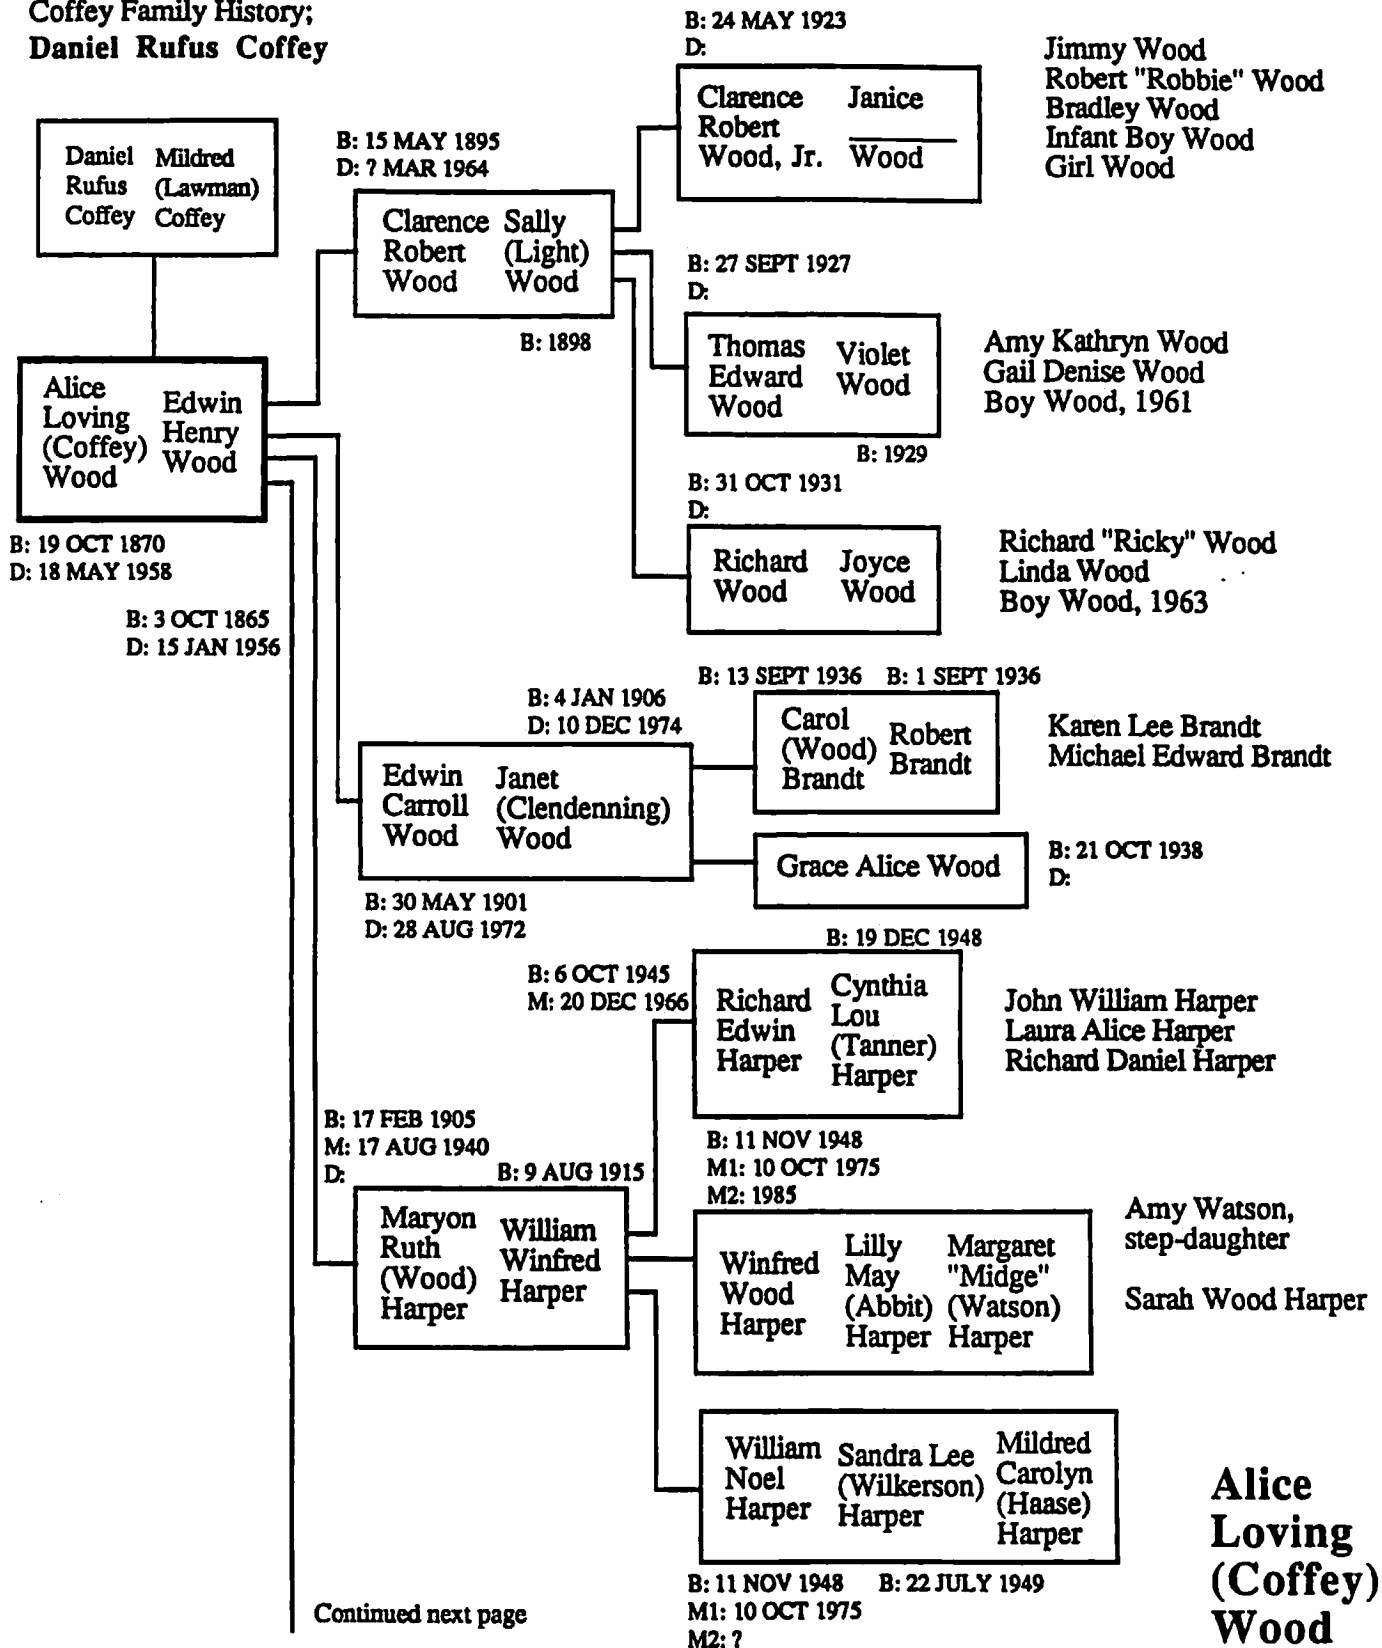 Coffey Family History;
Daniel Rufus Coffey
Daniel Mildred
Rufus (Lawman)
Coffey Coffey
Alice
Loving
(Coffey)
Wood
Edwin
Henry
Wood
B: 19 OCT 1870
D: 18 MAY 1958
B: 3 OCT 1865
D: 15 JAN 1956
B: 15 MAY 1895
D: ? MAR 1964
Clarence Sally
Robert (Light)
Wood Wood
B: 1898
B: 24 MAY 1923
D:
Clarence
Robert
Wood, Jr.
Janice
Wood
Jimmy Wood
Robert "Robbie" Wood
Bradley Wood
Infant Boy Wood
Girl Wood
B: 27 SEPT 1927
D:
Thomas
Edward
Wood
Violet
Wood
B: 1929
Amy Kathryn Wood
Gail Denise Wood
Boy Wood, 1961
B: 31 OCT 1931
D:
Richard Joyce
Wood Wood
Richard "Ricky" Wood
Linda Wood
Boy Wood, 1963
B: 4 JAN 1906
D: 10 DEC 1974
Edwin
Carroll
Wood
Janet
(Clendenning)
Wood
B: 30 MAY 1901
D: 28 AUG 1972
B: 13 SEPT 1936 B: 1 SEPT 1936
Carol
(Wood)
Brandt
Robert
Brandt
Karen Lee Brandt
Michael Edward Brandt
Grace Alice Wood
B: 21 OCT 1938
D:
B: 17 FEB 1905
M: 17 AUG 1940
D:
B: 9 AUG 1915
Maryon
Ruth
(Wood)
Harper
William
Winfred
Harper
B: 6 OCT 1945
M: 20 DEC 1966
B: 19 DEC 1948
Richard
Edwin
Harper
Cynthia
Lou
(Tanner)
Harper
John William Harper
Laura Alice Harper
Richard Daniel Harper
B: 11 NOV 1948
M1: 10 OCT 1975
M2: 1985
Winfred
Wood
Harper
Lilly
May
(Abbit)
Harper
Margaret
"Midge"
(Watson)
Harper
Amy Watson,
step-daughter
Sarah Wood Harper
William
Noel
Harper
Sandra Lee
(Wilkerson)
Harper
Mildred
Carolyn
(Haase)
Harper
B: 11 NOV 1948 B: 22 JULY 1949
M1: 10 OCT 1975
M2: ?
Continued next page
Alice
Loving
(Coffey)
Wood